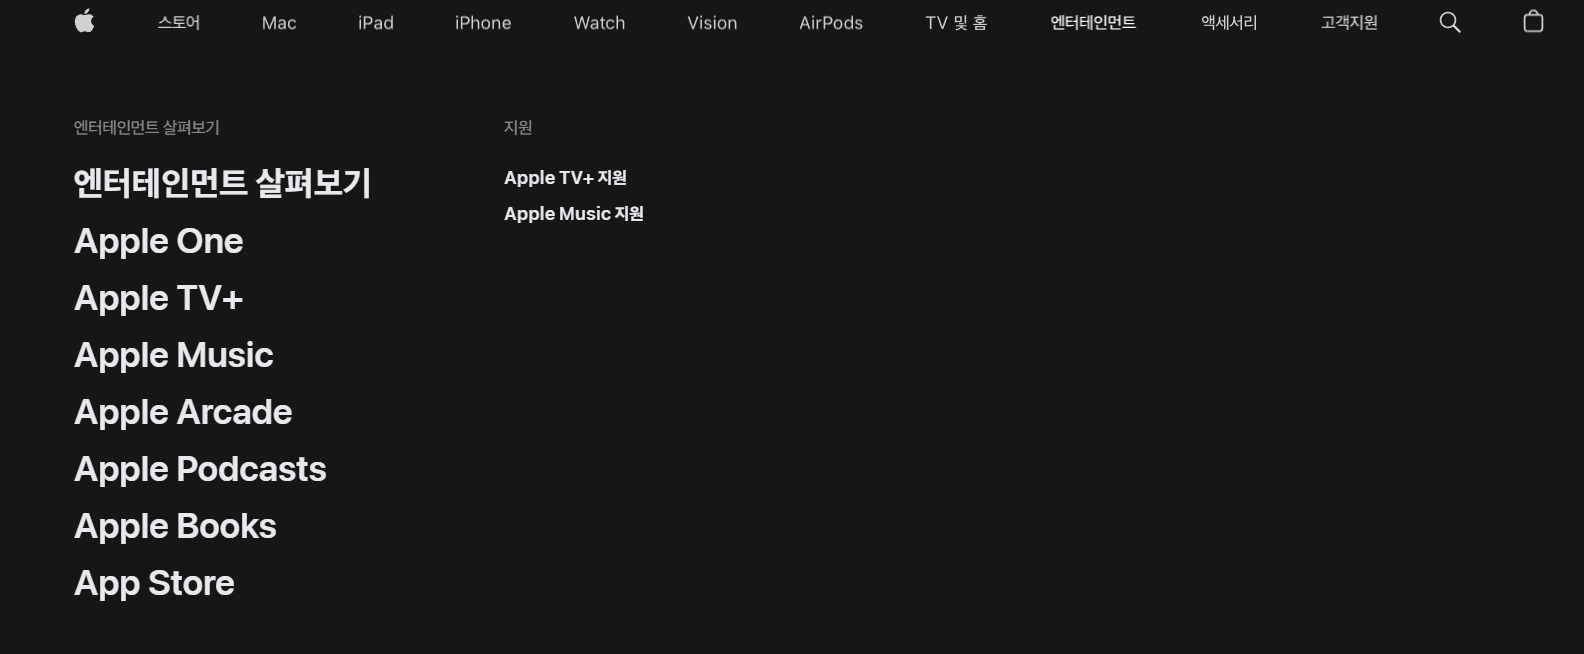 스토어 Mac iPad iPhone Watch Vision AirPods TV 및 홈 엔터테인먼트 액세서리 고객지원
엔터테인먼트 살펴보기
엔터테인먼트 살펴보기
Apple One
Apple TV+
Apple Music
Apple Arcade
Apple Podcasts
Apple Books
App Store
지원
Apple TV+ 지원
Apple Music 지원